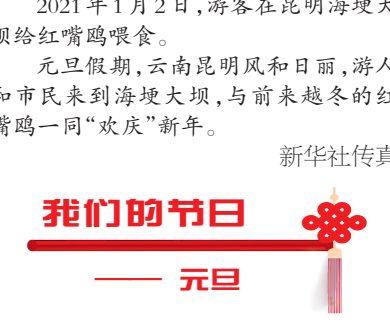 2021年1月2日,游客在昆明海埂大
坝给红嘴鸥喂食。
元旦假期,云南昆明风和日丽,游人
和市民来到海埂大坝,与前来越冬的红
嘴鸥一同“欢庆”新年。
新华社传真
我们的节日
—— 元旦